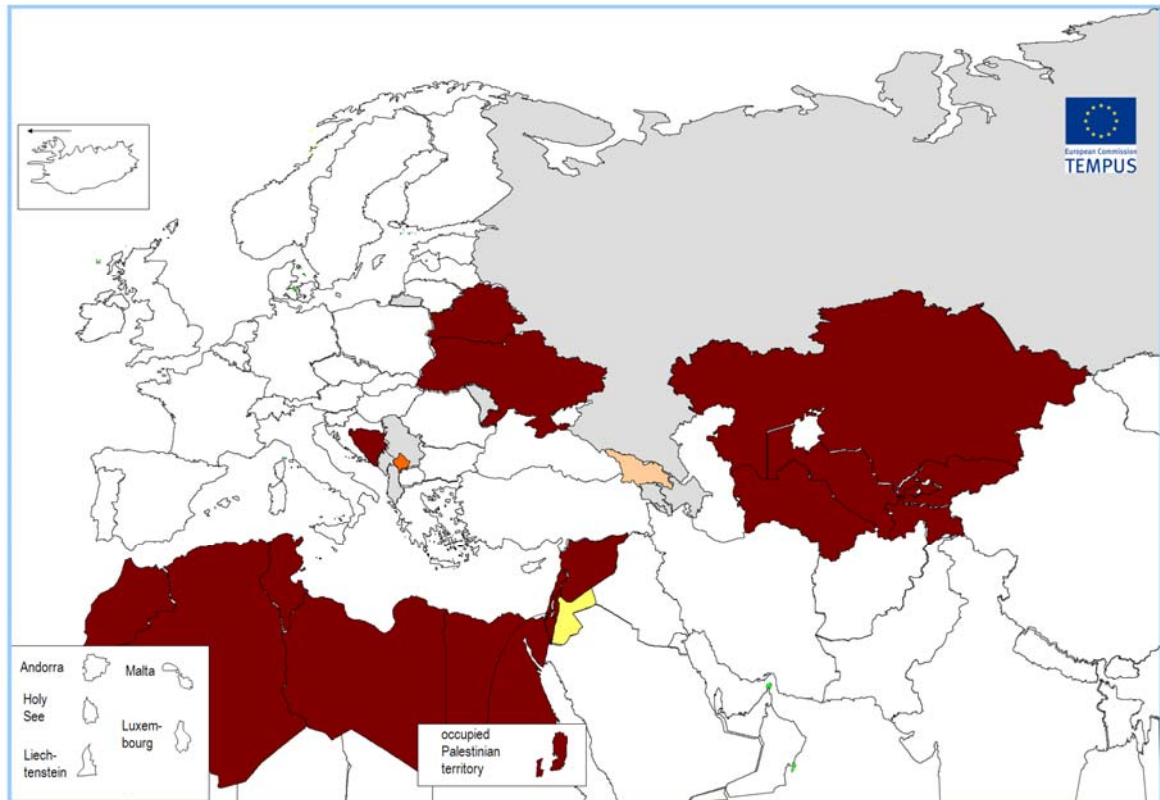 European Commission
TEMPUS
Andorra
Malta
Holy
See
Luxem-
bourg
Liech-
tenstein
occupied
Palestinian
territory